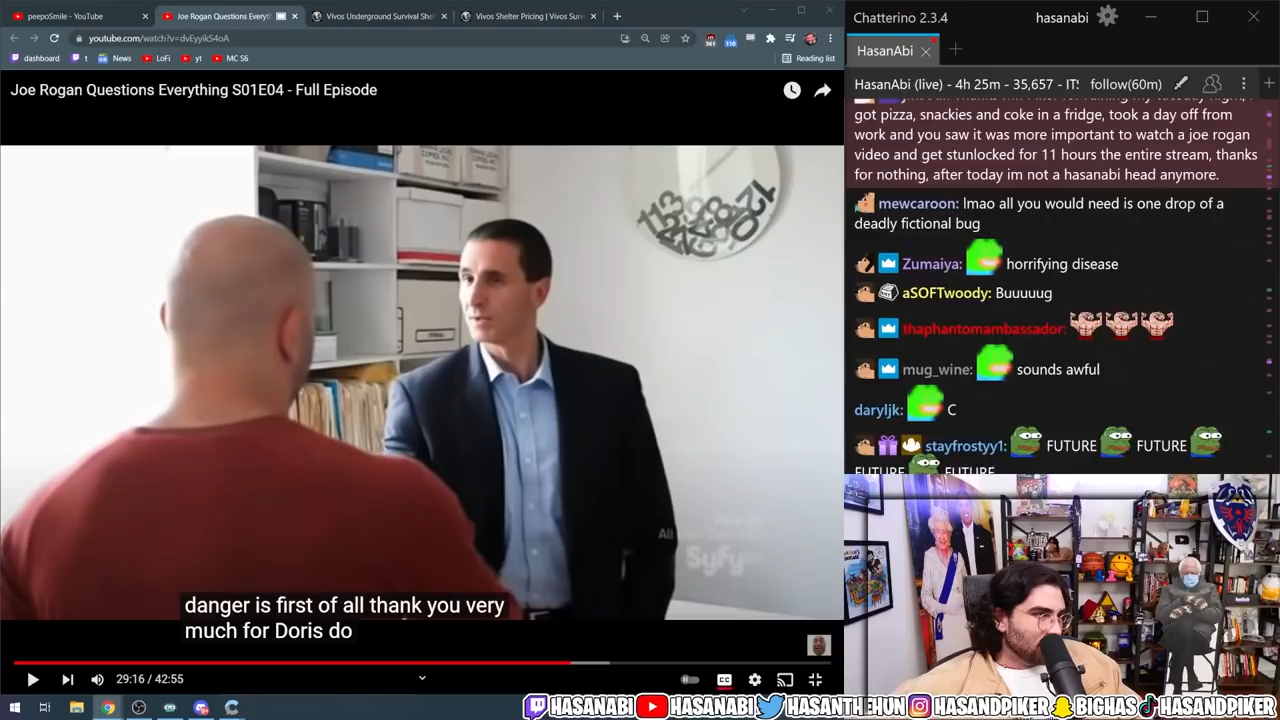 peepoSmile - YouTube
Joe Rogan Questions Everyth
Vivos Underground Survival She
Vivos Shelter Pricing | Vivos Surv
youtube.com/watch?v=dvEyyikS4oA
361
118
dashboard
t
News
LoFi
yt
MC S6
Reading list
Joe Rogan Questions Everything S01E04 - Full Episode
Syfy
danger is first of all thank you very
much for Doris do
29:16 / 42:55
CC
Chatterino 2.3.4
hasanabi
HasanAbi
HasanAbi (live) - 4h 25m - 35,657 - IT'S
follow(60m)
got pizza, snackies and coke in a fridge, took a day off from
work and you saw it was more important to watch a joe rogan
video and get stunlocked for 11 hours the entire stream, thanks
for nothing, after today im not a hasanabi head anymore.
mewcaroon: lmao all you would need is one drop of a
deadly fictional bug
Zumaiya: horrifying disease
aSOFTwoody: Buuuuug
thaphantomambassador:
mug_wine: sounds awful
daryljk: C
stayfrostyy1: FUTURE FUTURE
FUTURE FUTURE
HASANABI HASANABI HASANTHEHUN HASANDPIKER BIGHAS HASANDPIKER